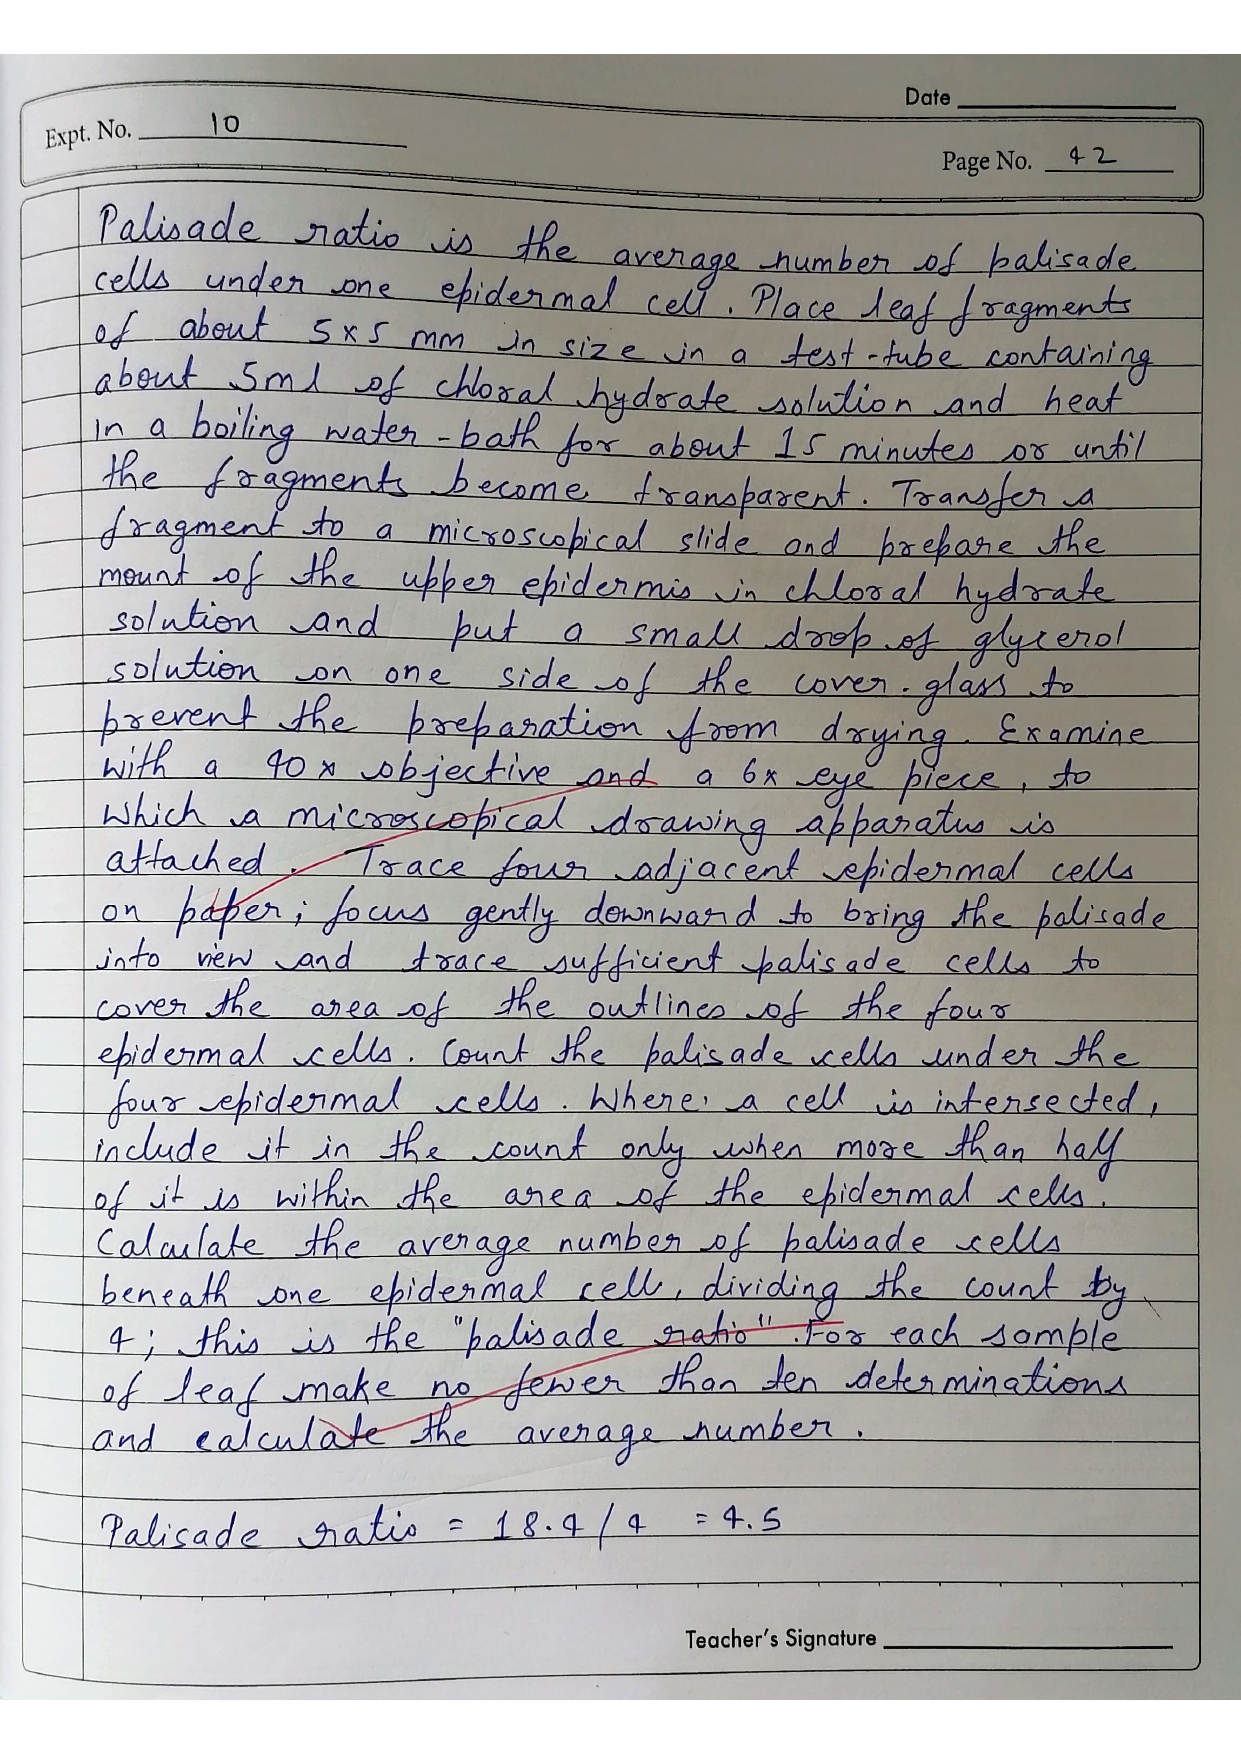 Date
Expt. No. 10
Page No. 42
Palisade ratio is the average number of palisade
cells under one epidermal cell. Place leaf fragments
of about 5x5 mm in size in a test-tube containing
about 5ml of chloral hydrate solution and heat
in a boiling water-bath for about 15 minutes or until
the fragments become transparent. Transfer a
fragment to a microscopical slide and prepare the
mount of the upper epidermis in chloral hydrate
solution and put a small drop of glycerol
solution on one side of the cover-glass to
prevent the preparation from drying. Examine
with a 40x objective and a 6x eye piece, to
which a microscopical drawing apparatus is
attached. Trace four adjacent epidermal cells
on paper; focus gently downward to bring the palisade
into view and trace sufficient palisade cells to
cover the area of the outlines of the four
epidermal cells. Count the palisade cells under the
four epidermal cells. Where a cell is intersected,
include it in the count only when more than half
of it is within the area of the epidermal cells.
Calculate the average number of palisade cells
beneath one epidermal cell, dividing the count by
4; this is the "palisade ratio". For each sample
of leaf make no fewer than ten determinations
and calculate the average number.
Palisade ratio = 18.4/4 = 4.5
Teacher's Signature